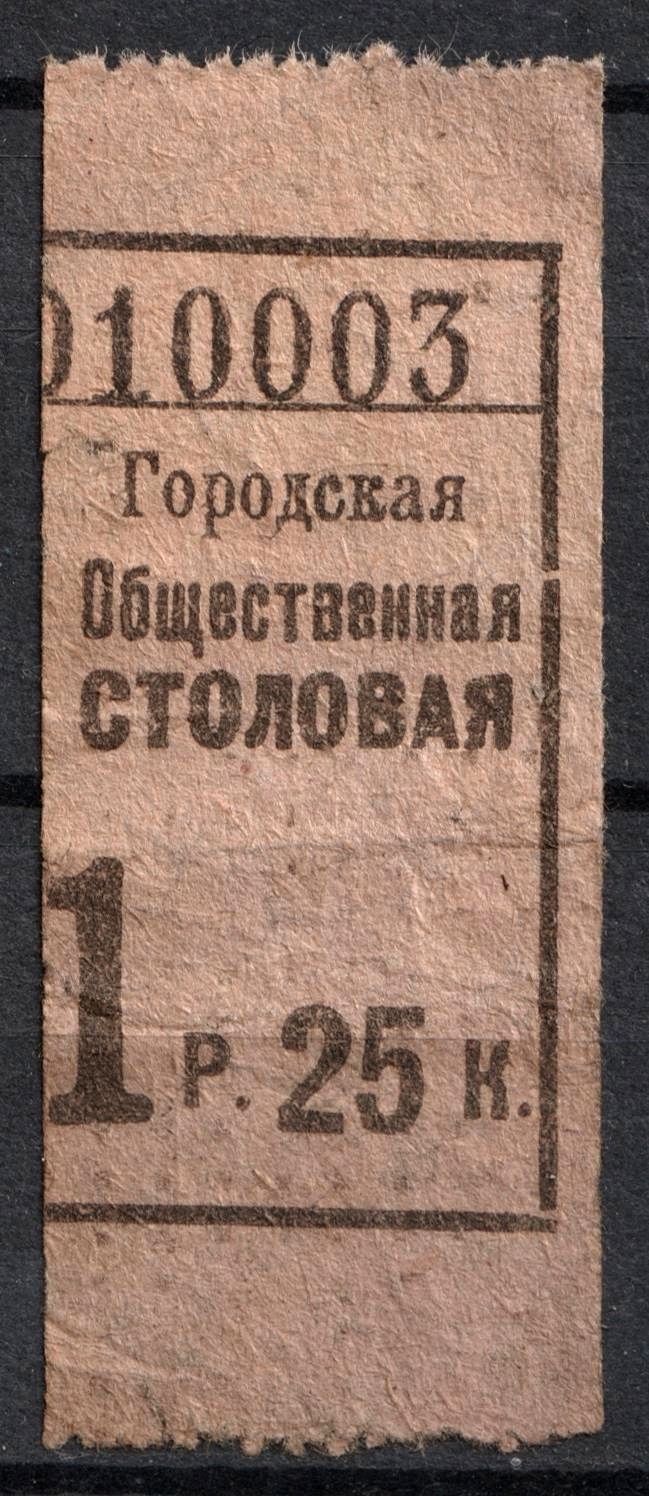 010003
Городская
Общественная
СТОЛОВАЯ
1 Р. 25 К.